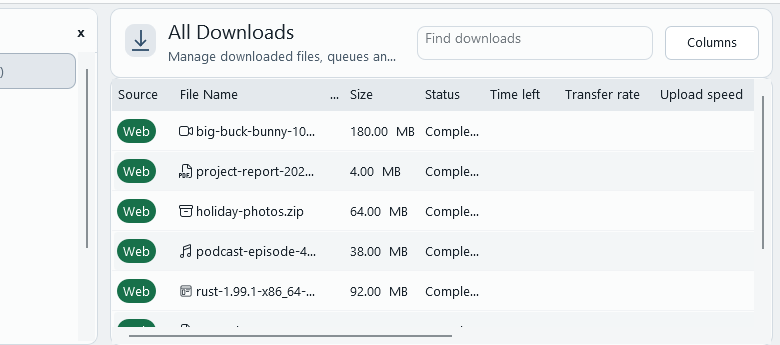 x
All Downloads
Manage downloaded files, queues an...
Find downloads
Columns
)
Source File Name ... Size Status Time left Transfer rate Upload speed
Web big-buck-bunny-10... 180.00 MB Comple...
Web project-report-202... 4.00 MB Comple...
Web holiday-photos.zip 64.00 MB Comple...
Web podcast-episode-4... 38.00 MB Comple...
Web rust-1.99.1-x86_64-... 92.00 MB Comple...
Web